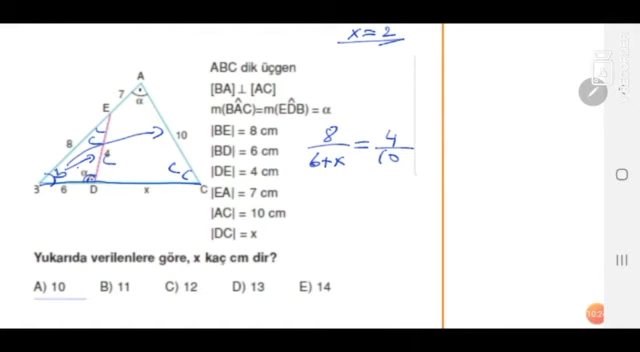 x = 2
ABC dik üçgen
[BA] ⊥ [AC]
m(BÂC)=m(ED̂B) = α
|BE| = 8 cm
|BD| = 6 cm
|DE| = 4 cm
|EA| = 7 cm
|AC| = 10 cm
|DC| = x
A
7
α
E
8
10
4
α
B
6
D
x
C
8/6+x = 4/10
Yukarıda verilenlere göre, x kaç cm dir?
A) 10 B) 11 C) 12 D) 13 E) 14